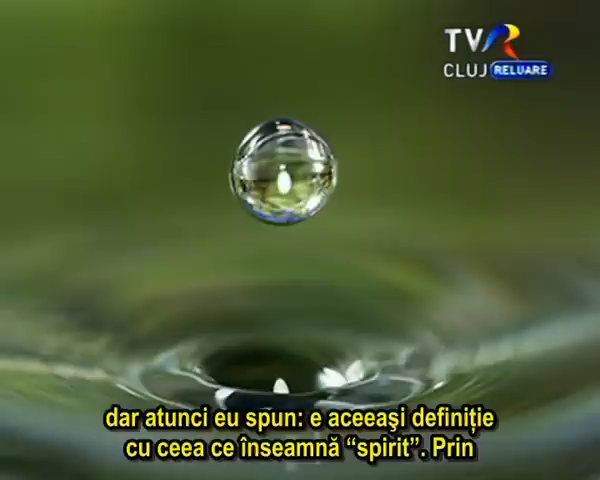 TVR
CLUJ RELUARE
dar atunci eu spun: e aceeaşi definiţie
cu ceea ce înseamnă “spirit”. Prin